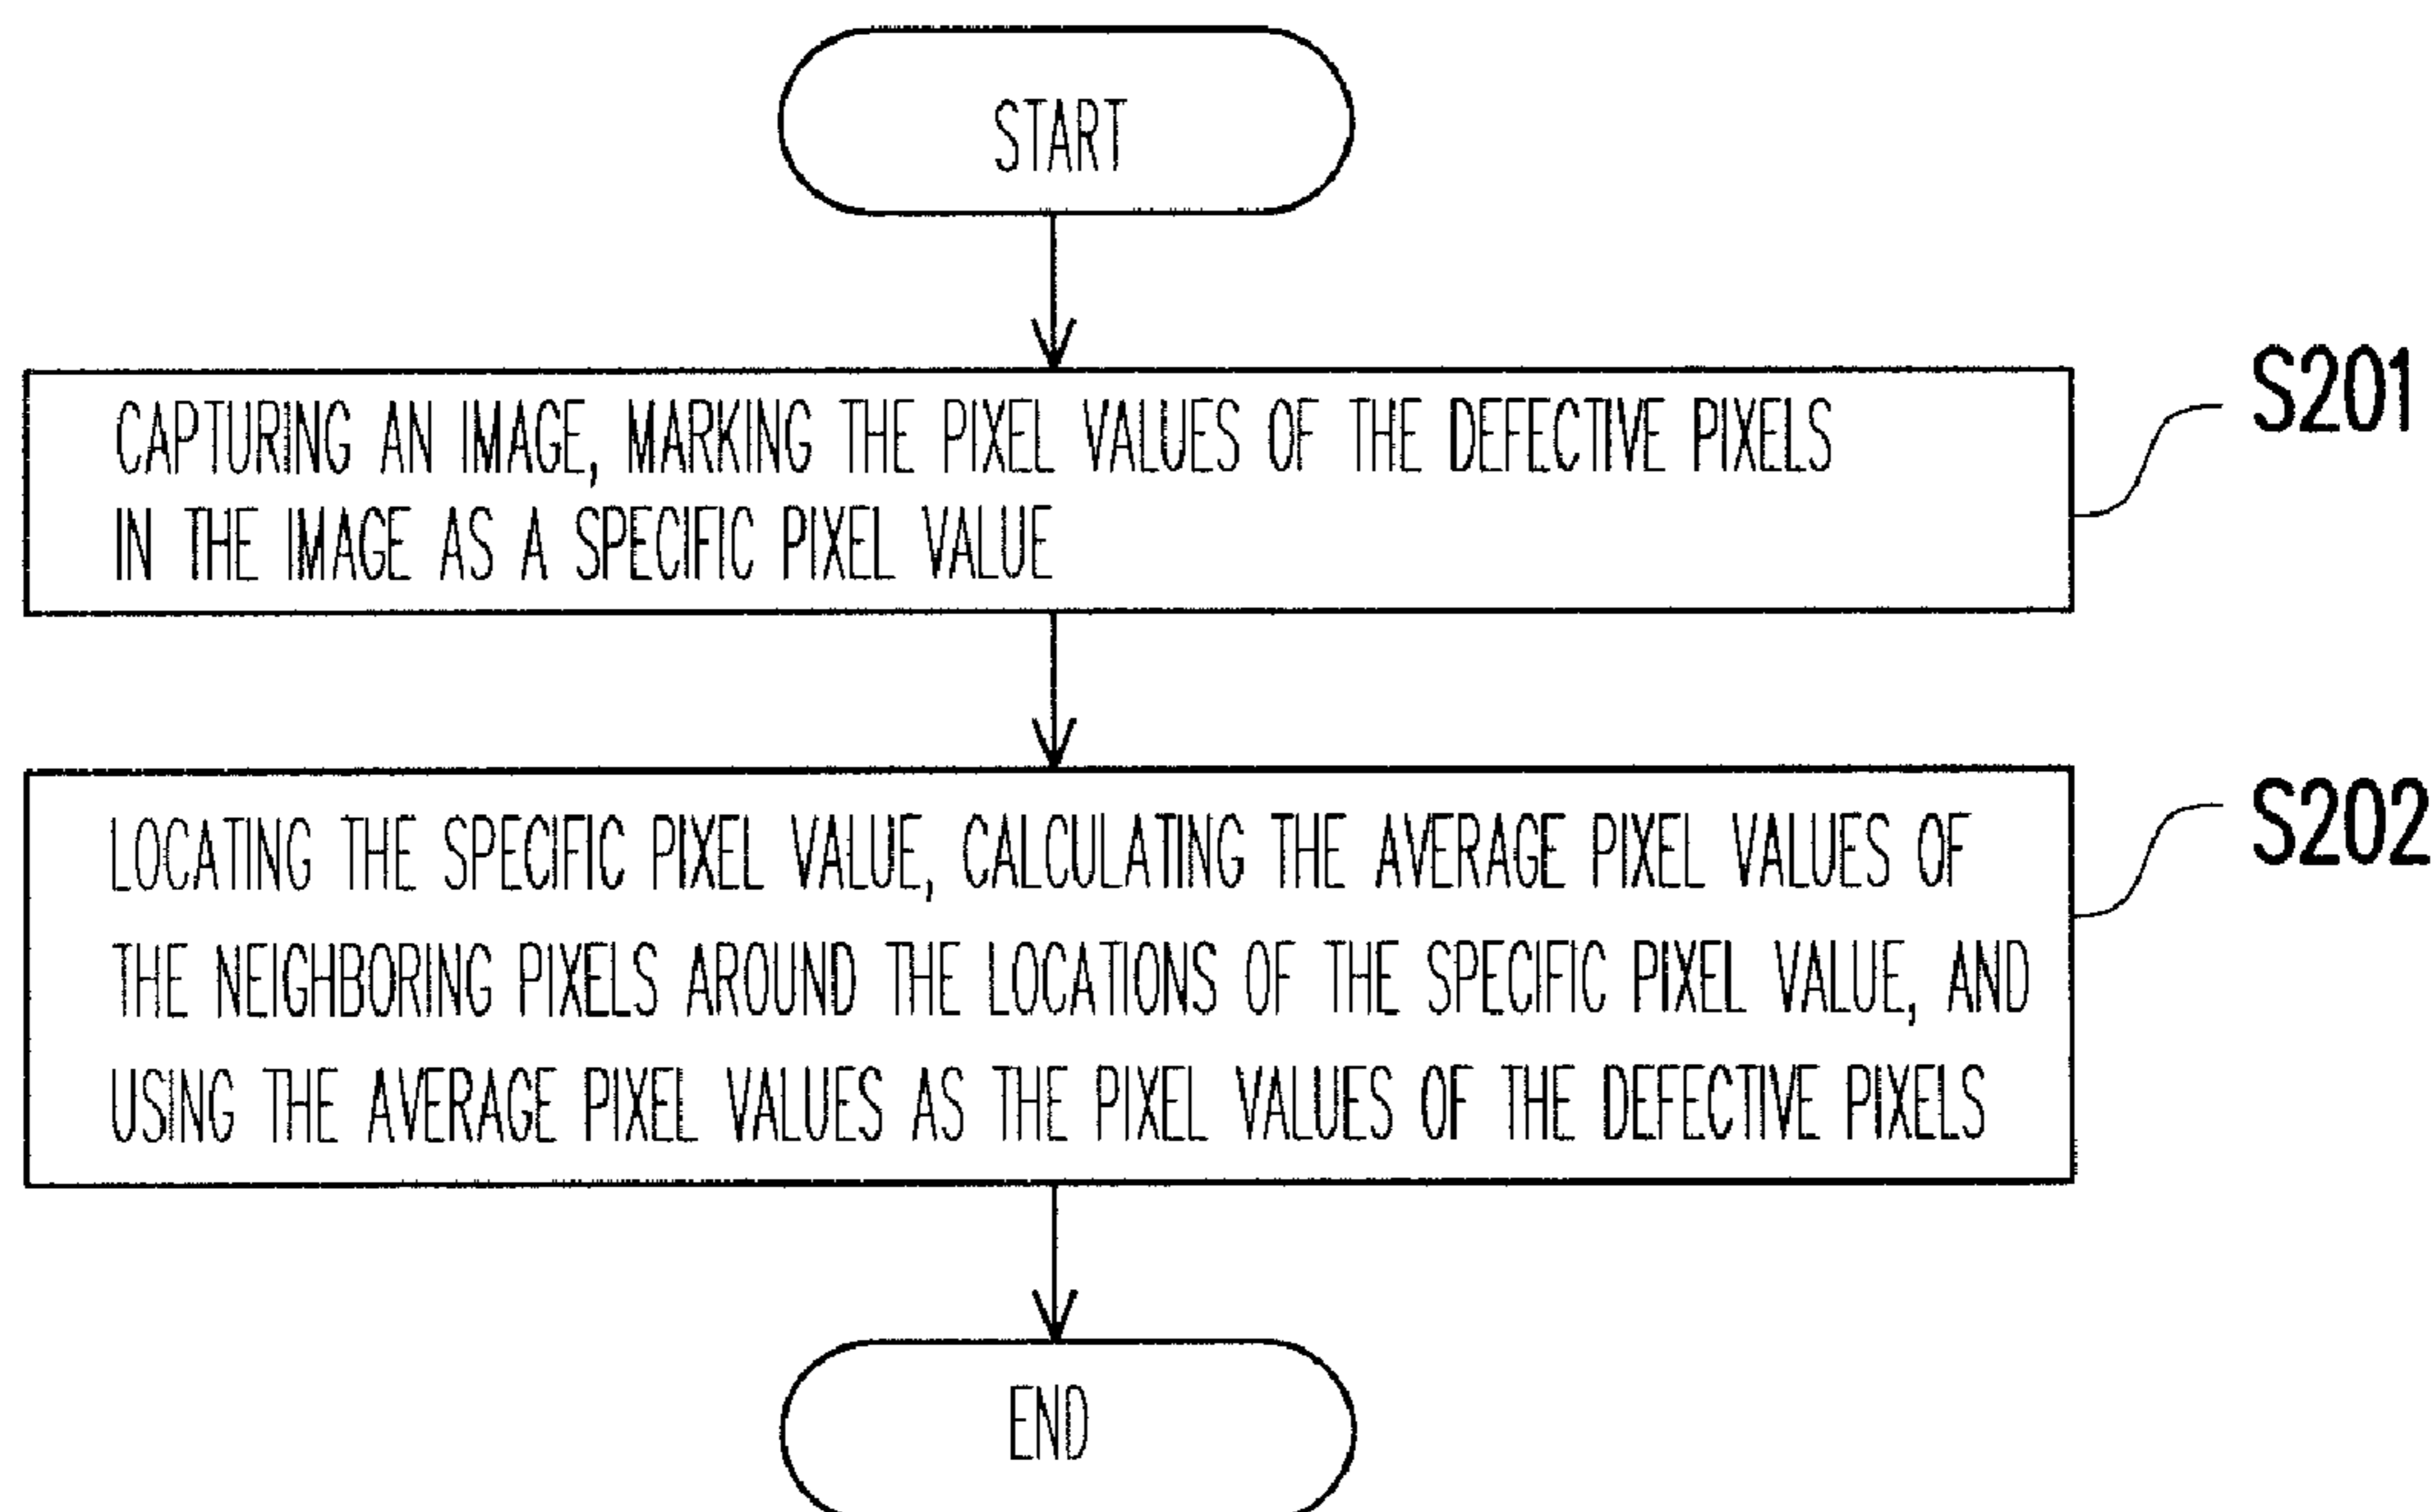 START
CAPTURING AN IMAGE, MARKING THE PIXEL VALUES OF THE DEFECTIVE PIXELS
IN THE IMAGE AS A SPECIFIC PIXEL VALUE
S201
LOCATING THE SPECIFIC PIXEL VALUE, CALCULATING THE AVERAGE PIXEL VALUES OF
THE NEIGHBORING PIXELS AROUND THE LOCATIONS OF THE SPECIFIC PIXEL VALUE, AND
USING THE AVERAGE PIXEL VALUES AS THE PIXEL VALUES OF THE DEFECTIVE PIXELS
S202
END